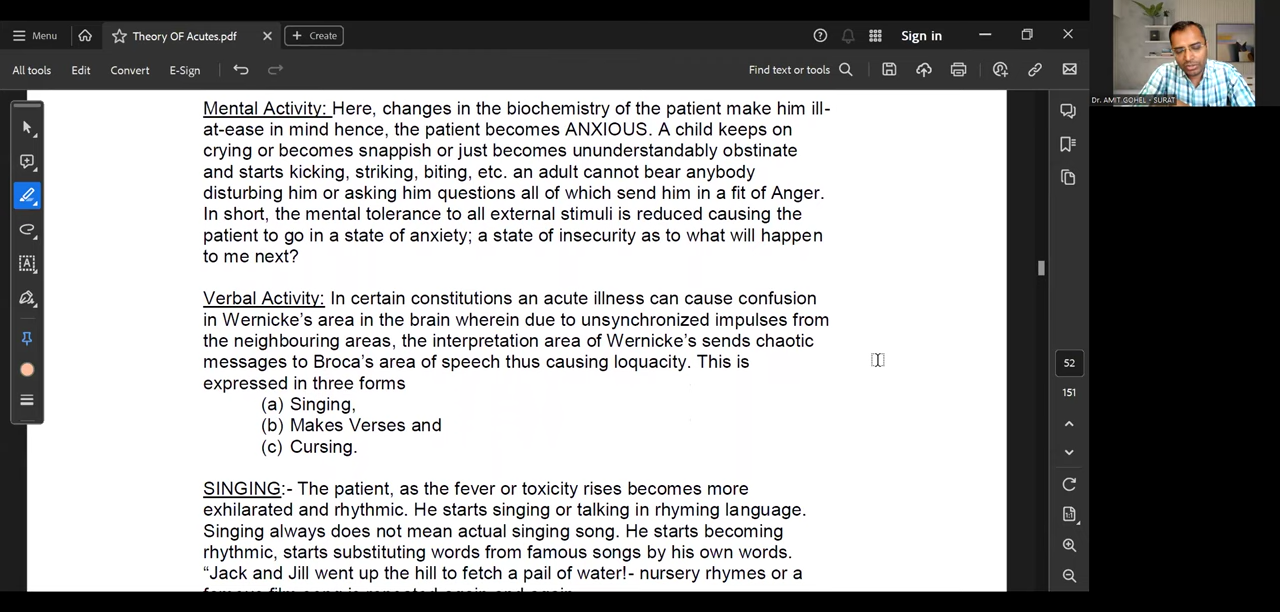 Menu
Theory OF Acutes.pdf
Create
Sign in
Dr. AMIT.GOHEL - SURAT
All tools
Edit
Convert
E-Sign
Find text or tools
Mental Activity: Here, changes in the biochemistry of the patient make him ill-
at-ease in mind hence, the patient becomes ANXIOUS. A child keeps on
crying or becomes snappish or just becomes ununderstandably obstinate
and starts kicking, striking, biting, etc. an adult cannot bear anybody
disturbing him or asking him questions all of which send him in a fit of Anger.
In short, the mental tolerance to all external stimuli is reduced causing the
patient to go in a state of anxiety; a state of insecurity as to what will happen
to me next?
Verbal Activity: In certain constitutions an acute illness can cause confusion
in Wernicke's area in the brain wherein due to unsynchronized impulses from
the neighbouring areas, the interpretation area of Wernicke's sends chaotic
messages to Broca's area of speech thus causing loquacity. This is
expressed in three forms
(a) Singing,
(b) Makes Verses and
(c) Cursing.
SINGING:- The patient, as the fever or toxicity rises becomes more
exhilarated and rhythmic. He starts singing or talking in rhyming language.
Singing always does not mean actual singing song. He starts becoming
rhythmic, starts substituting words from famous songs by his own words.
“Jack and Jill went up the hill to fetch a pail of water!- nursery rhymes or a
famous film song is repeated again and again
52
151
1:1